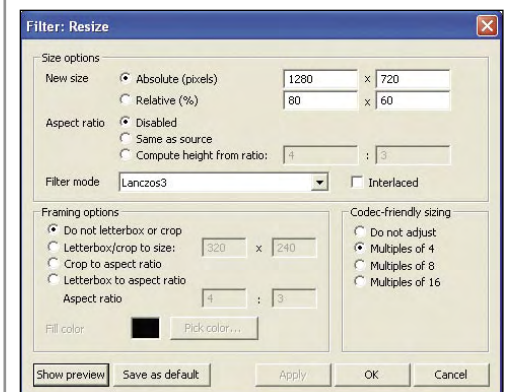 Filter: Resize
Size options
New size Absolute (pixels) 1280 x 720
Relative (%) 80 x 60
Aspect ratio Disabled
Same as source
Compute height from ratio: 4 : 3
Filter mode Lanczos3 Interlaced
Framing options
Do not letterbox or crop
Letterbox/crop to size: 320 x 240
Crop to aspect ratio
Letterbox to aspect ratio
Aspect ratio 4 : 3
Fill color Pick color...
Codec-friendly sizing
Do not adjust
Multiples of 4
Multiples of 8
Multiples of 16
Show preview Save as default Apply OK Cancel